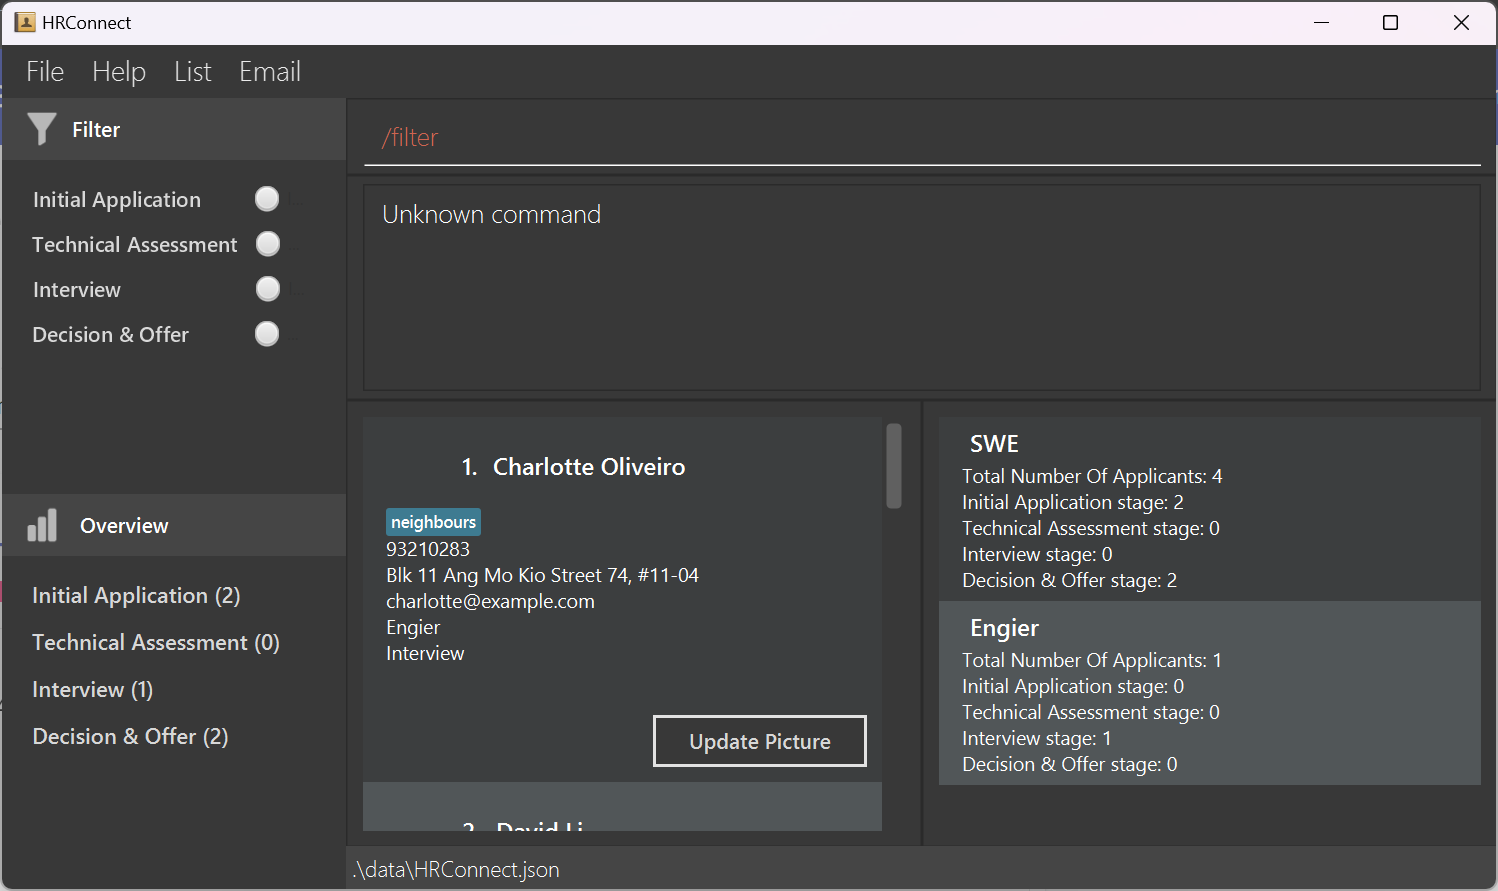 HRConnect
File Help List Email
Filter
Initial Application
Technical Assessment
Interview
Decision & Offer
Overview
Initial Application (2)
Technical Assessment (0)
Interview (1)
Decision & Offer (2)
/filter
Unknown command
1. Charlotte Oliveiro
neighbours
93210283
Blk 11 Ang Mo Kio Street 74, #11-04
charlotte@example.com
Engier
Interview
Update Picture
2. David Li
SWE
Total Number Of Applicants: 4
Initial Application stage: 2
Technical Assessment stage: 0
Interview stage: 0
Decision & Offer stage: 2
Engier
Total Number Of Applicants: 1
Initial Application stage: 0
Technical Assessment stage: 0
Interview stage: 1
Decision & Offer stage: 0
.\data\HRConnect.json